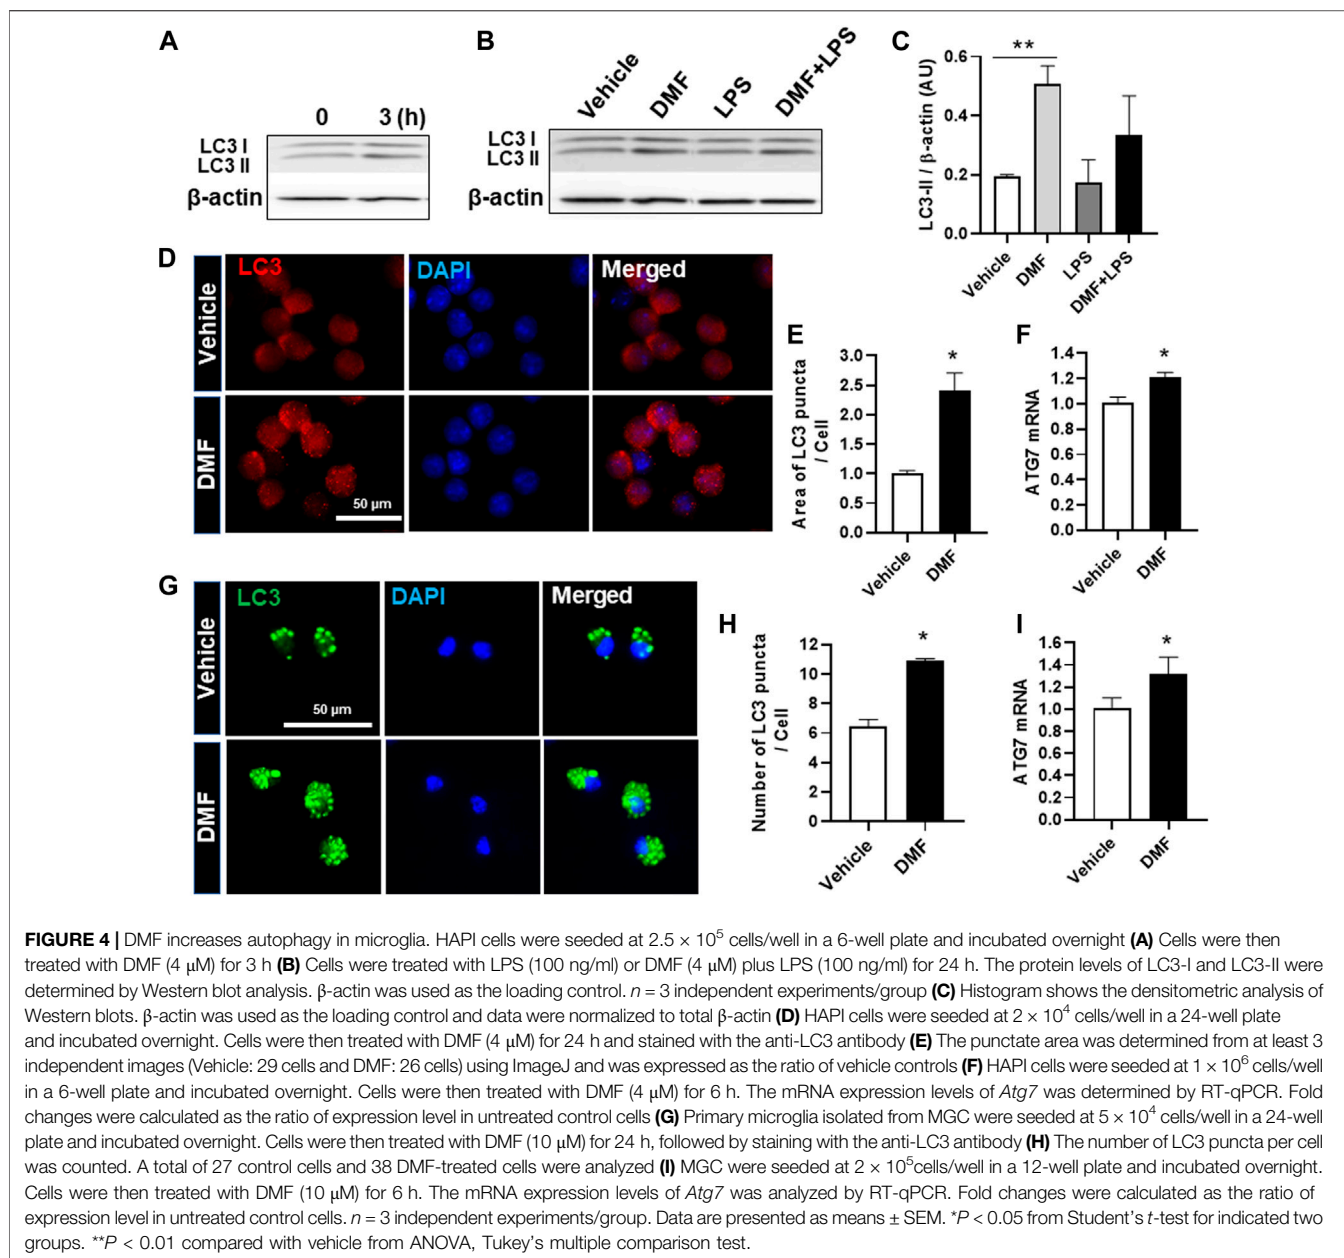 A
0 3 (h)
LC3 I
LC3 II
β-actin
B
Vehicle
DMF
LPS
DMF+LPS
LC3 I
LC3 II
β-actin
C
LC3-II / β-actin (AU)
0.6
0.4
0.2
0.0
**
Vehicle
DMF
LPS
DMF+LPS
D
LC3
DAPI
Merged
Vehicle
DMF
50 μm
E
Area of LC3 puncta
/ Cell
3.0
2.5
2.0
1.5
1.0
0.5
0.0
*
Vehicle
DMF
F
ATG7 mRNA
1.4
1.2
1.0
0.8
0.6
0.4
0.2
0.0
*
Vehicle
DMF
G
LC3
DAPI
Merged
Vehicle
DMF
50 μm
H
Number of LC3 puncta
/ Cell
12
10
8
6
4
2
0
*
Vehicle
DMF
I
ATG7 mRNA
1.6
1.4
1.2
1.0
0.8
0.6
0.4
0.2
0.0
*
Vehicle
DMF
FIGURE 4 | DMF increases autophagy in microglia. HAPI cells were seeded at 2.5 × 10⁵ cells/well in a 6-well plate and incubated overnight (A) Cells were then
treated with DMF (4 μM) for 3 h (B) Cells were treated with LPS (100 ng/ml) or DMF (4 μM) plus LPS (100 ng/ml) for 24 h. The protein levels of LC3-I and LC3-II were
determined by Western blot analysis. β-actin was used as the loading control. n = 3 independent experiments/group (C) Histogram shows the densitometric analysis of
Western blots. β-actin was used as the loading control and data were normalized to total β-actin (D) HAPI cells were seeded at 2 × 10⁴ cells/well in a 24-well plate
and incubated overnight. Cells were then treated with DMF (4 μM) for 24 h and stained with the anti-LC3 antibody (E) The punctate area was determined from at least 3
independent images (Vehicle: 29 cells and DMF: 26 cells) using ImageJ and was expressed as the ratio of vehicle controls (F) HAPI cells were seeded at 1 × 10⁶ cells/well
in a 6-well plate and incubated overnight. Cells were then treated with DMF (4 μM) for 6 h. The mRNA expression levels of Atg7 was determined by RT-qPCR. Fold
changes were calculated as the ratio of expression level in untreated control cells (G) Primary microglia isolated from MGC were seeded at 5 × 10⁴ cells/well in a 24-well
plate and incubated overnight. Cells were then treated with DMF (10 μM) for 24 h, followed by staining with the anti-LC3 antibody (H) The number of LC3 puncta per cell
was counted. A total of 27 control cells and 38 DMF-treated cells were analyzed (I) MGC were seeded at 2 × 10⁵cells/well in a 12-well plate and incubated overnight.
Cells were then treated with DMF (10 μM) for 6 h. The mRNA expression levels of Atg7 was analyzed by RT-qPCR. Fold changes were calculated as the ratio of
expression level in untreated control cells. n = 3 independent experiments/group. Data are presented as means ± SEM. *P < 0.05 from Student's t-test for indicated two
groups. **P < 0.01 compared with vehicle from ANOVA, Tukey's multiple comparison test.